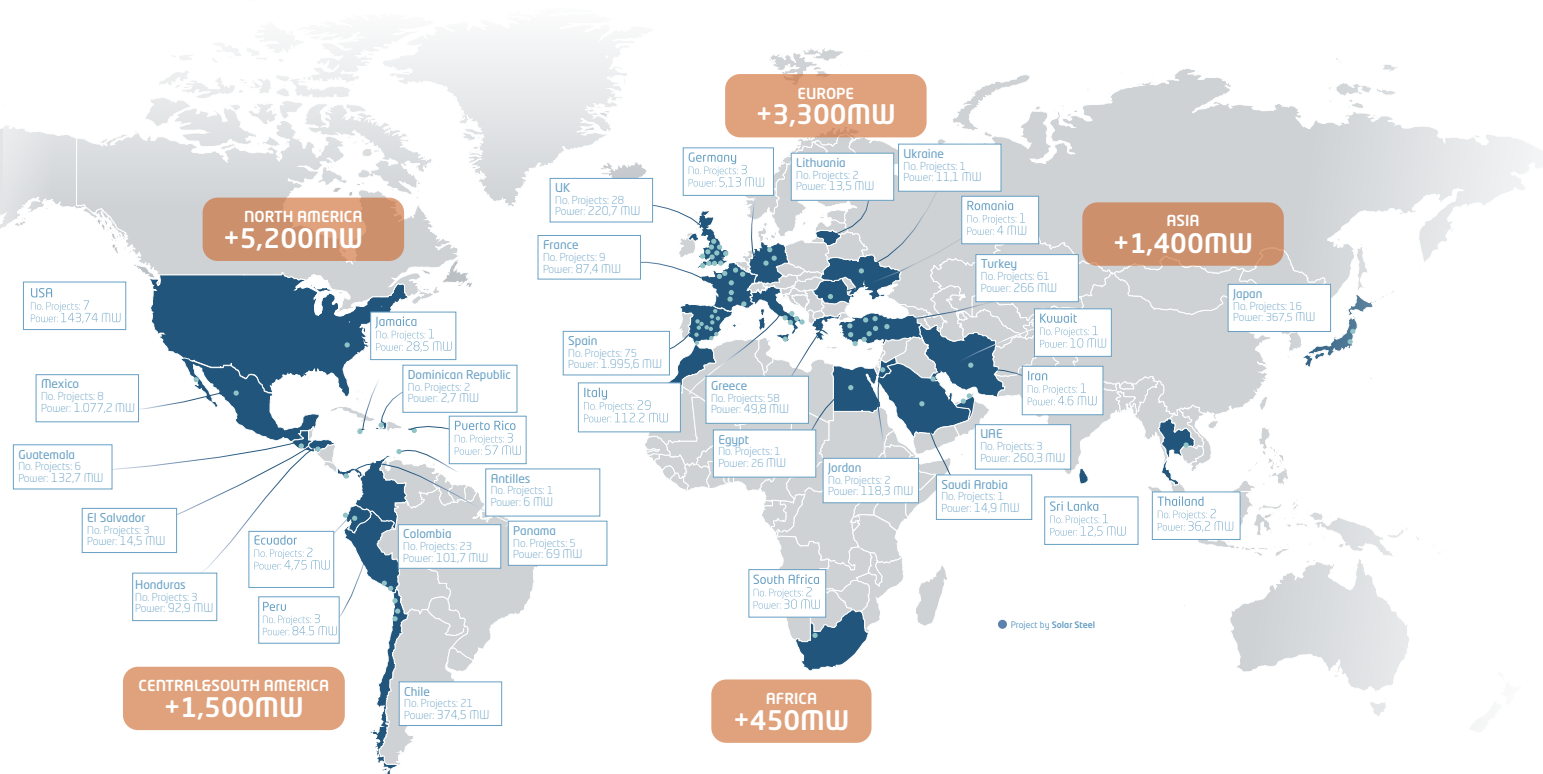 EUROPE
+3,300MW
NORTH AMERICA
+5,200MW
ASIA
+1,400MW
Germany
No. Projects: 3
Power: 5,13 MW
Lithuania
No. Projects: 2
Power: 13,5 MW
Ukraine
No. Projects: 1
Power: 11,1 MW
UK
No. Projects: 28
Power: 220,7 MW
Romania
No. Projects: 1
Power: 4 MW
France
No. Projects: 9
Power: 87,4 MW
Turkey
No. Projects: 61
Power: 266 MW
USA
No. Projects: 7
Power: 143,74 MW
Japan
No. Projects: 16
Power: 367,5 MW
Jamaica
No. Projects: 1
Power: 28,5 MW
Kuwait
No. Projects: 1
Power: 10 MW
Spain
No. Projects: 75
Power: 1.995,6 MW
Mexico
No. Projects: 8
Power: 1.077,2 MW
Dominican Republic
No. Projects: 2
Power: 2,7 MW
Italy
No. Projects: 29
Power: 112.2 MW
Greece
No. Projects: 58
Power: 49,8 MW
Iran
No. Projects: 1
Power: 4.6 MW
Puerto Rico
No. Projects: 3
Power: 57 MW
Egypt
No. Projects: 1
Power: 26 MW
UAE
No. Projects: 3
Power: 260,3 MW
Guatemala
No. Projects: 6
Power: 132,7 MW
Antilles
No. Projects: 1
Power: 6 MW
Jordan
No. Projects: 2
Power: 118,3 MW
Saudi Arabia
No. Projects: 1
Power: 14,9 MW
Sri Lanka
No. Projects: 1
Power: 12,5 MW
Thailand
No. Projects: 2
Power: 36,2 MW
El Salvador
No. Projects: 3
Power: 14,5 MW
Ecuador
No. Projects: 2
Power: 4,75 MW
Colombia
No. Projects: 23
Power: 101,7 MW
Panama
No. Projects: 5
Power: 69 MW
Honduras
No. Projects: 3
Power: 92,9 MW
South Africa
No. Projects: 2
Power: 30 MW
Peru
No. Projects: 3
Power: 84.5 MW
Project by Solar Steel
CENTRAL&SOUTH AMERICA
+1,500MW
Chile
No. Projects: 21
Power: 374,5 MW
AFRICA
+450MW